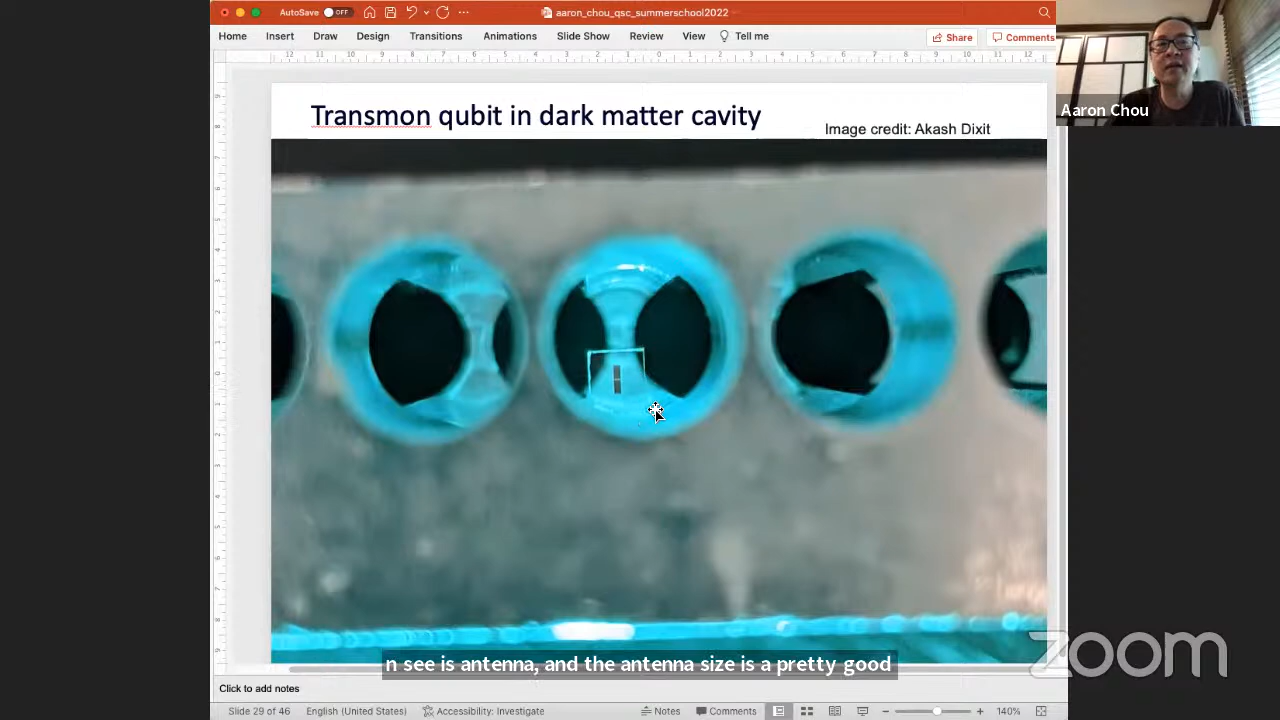 AutoSave OFF
aaron_chou_qsc_summerschool2022
Home Insert Draw Design Transitions Animations Slide Show Review View Tell me
Share Comments
Aaron Chou
Transmon qubit in dark matter cavity
Image credit: Akash Dixit
n see is antenna, and the antenna size is a pretty good
zoom
Click to add notes
Slide 29 of 46 English (United States) Accessibility: Investigate Notes Comments 140%